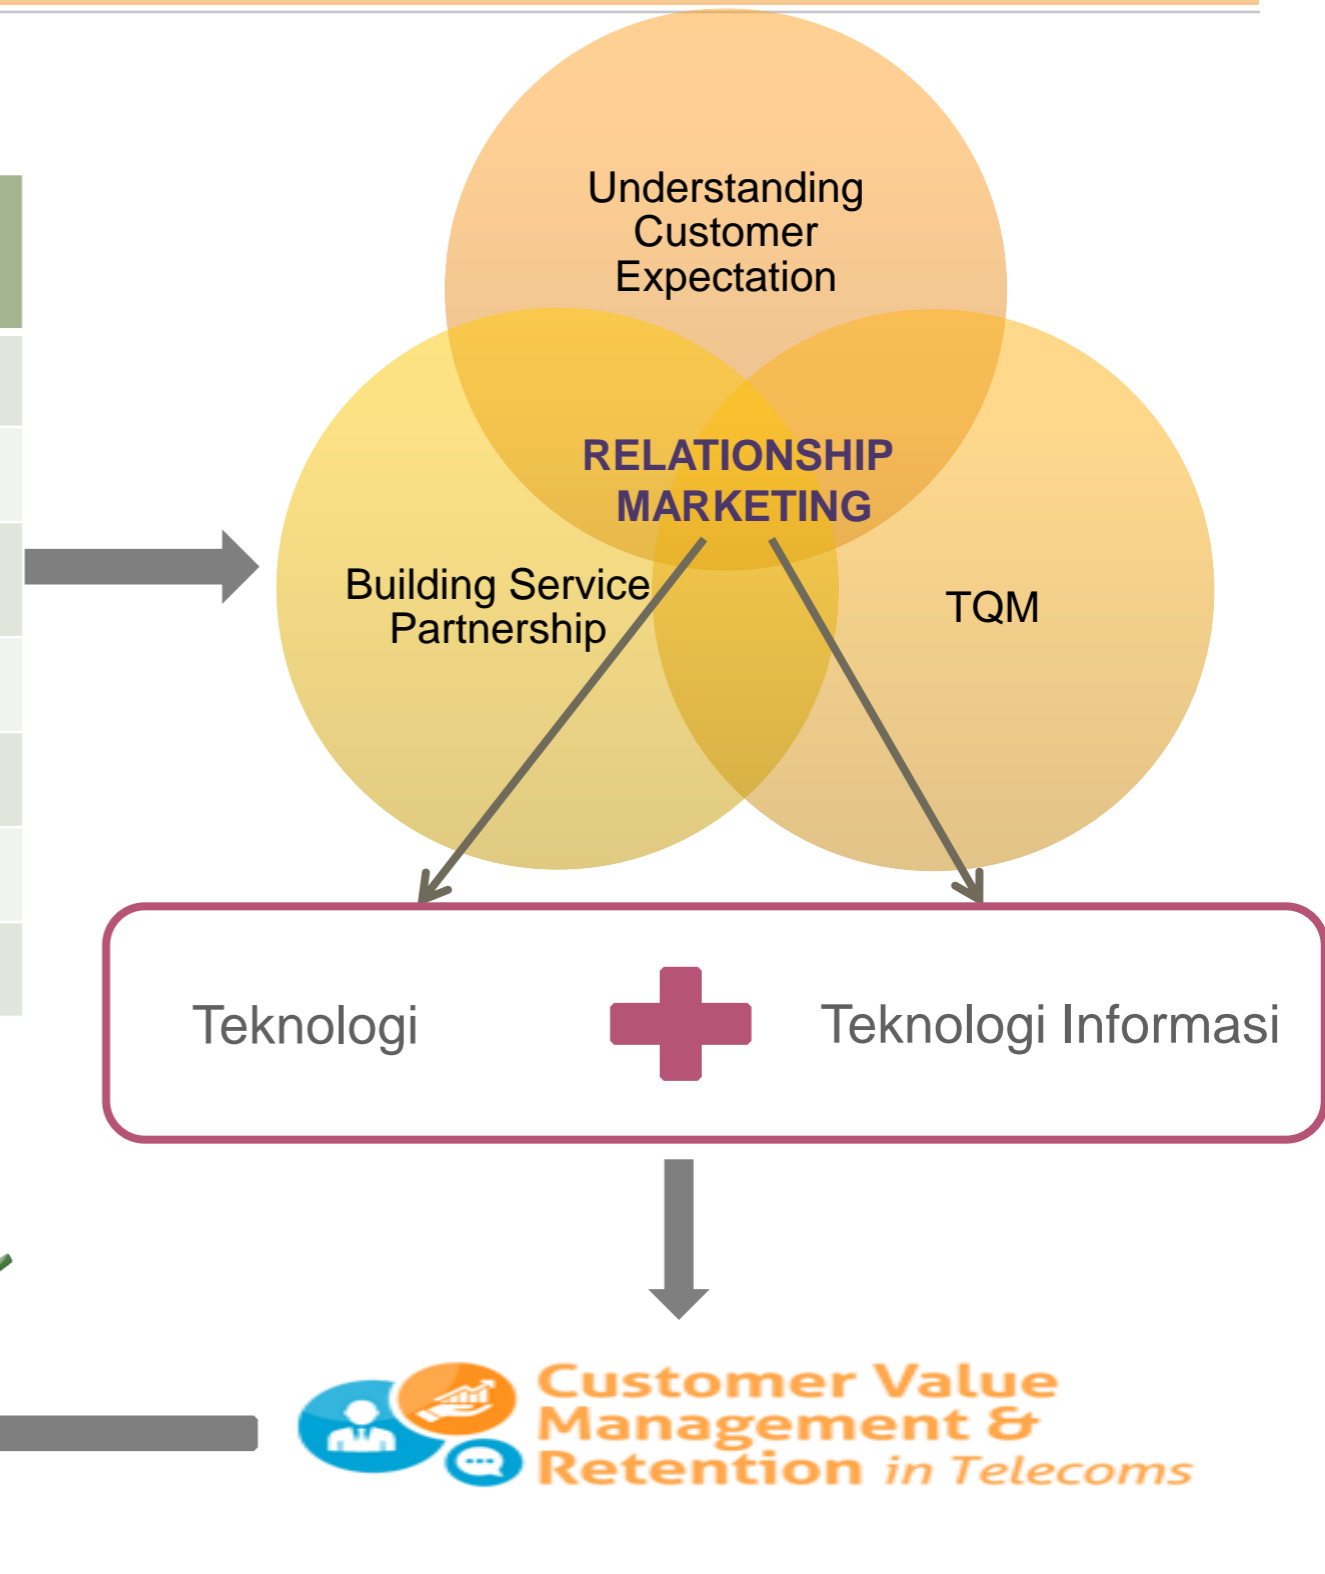 Understanding
Customer
Expectation
RELATIONSHIP
MARKETING
Building Service
Partnership
TQM
Teknologi
Teknologi Informasi
Customer Value
Management &
Retention in Telecoms